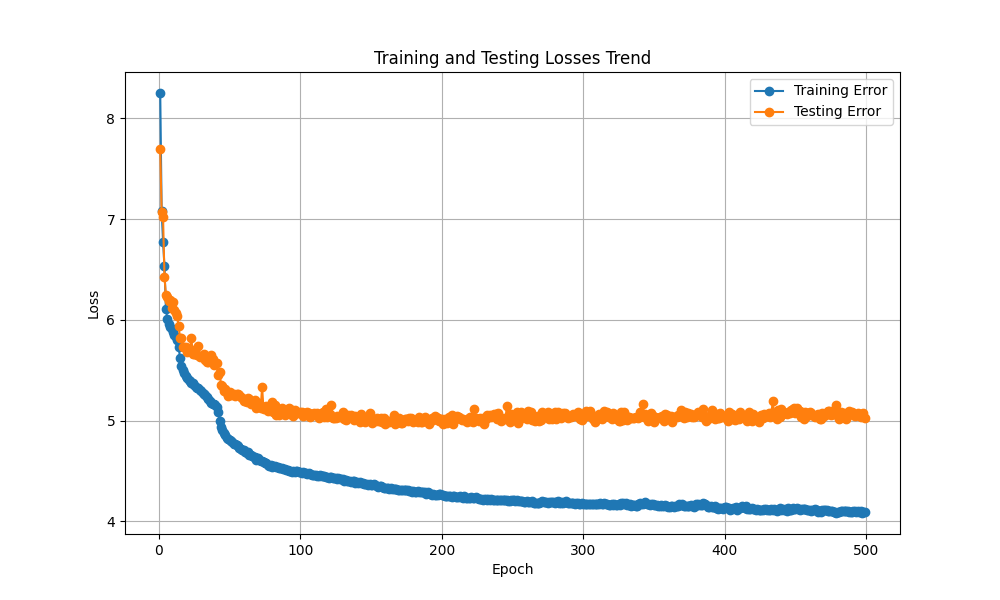 Training and Testing Losses Trend
Training Error
Testing Error
8
7
6
5
4
Loss
0 100 200 300 400 500
Epoch